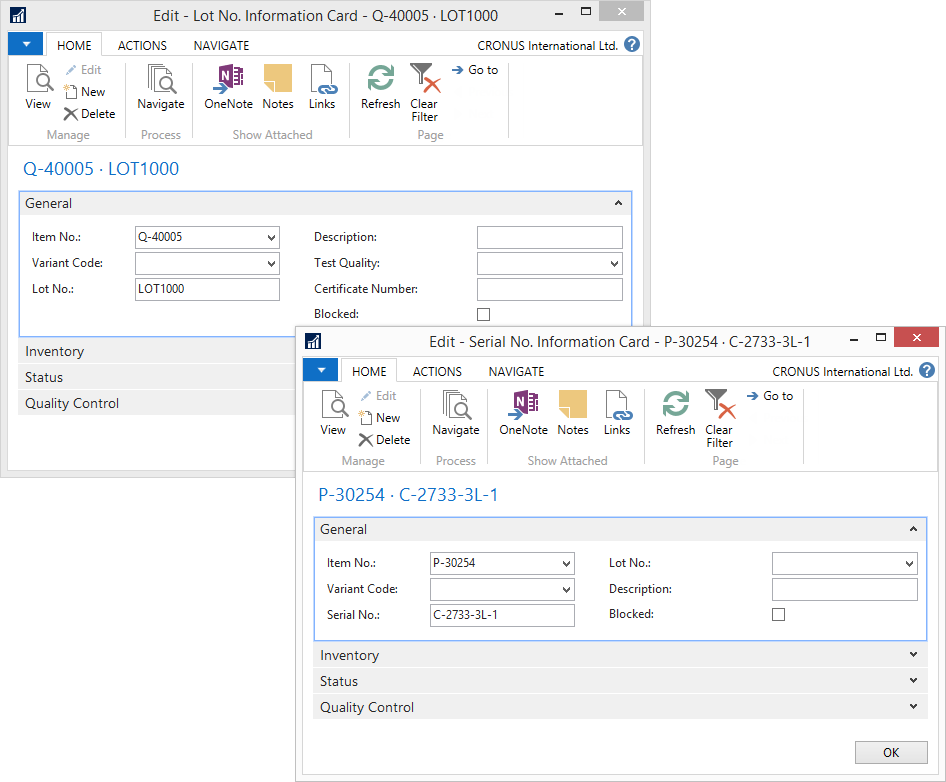 Edit - Lot No. Information Card - Q-40005 · LOT1000
HOME ACTIONS NAVIGATE CRONUS International Ltd. ?
View Edit New Delete Navigate OneNote Notes Links Refresh Clear Filter Go to
Manage Process Show Attached Page
Q-40005 · LOT1000
General
Item No.: Q-40005 Description:
Variant Code: Test Quality:
Lot No.: LOT1000 Certificate Number:
Blocked:
Inventory
Status
Quality Control
Edit - Serial No. Information Card - P-30254 · C-2733-3L-1
HOME ACTIONS NAVIGATE CRONUS International Ltd. ?
View Edit New Delete Navigate OneNote Notes Links Refresh Clear Filter Go to
Manage Process Show Attached Page
P-30254 · C-2733-3L-1
General
Item No.: P-30254 Lot No.:
Variant Code: Description:
Serial No.: C-2733-3L-1 Blocked:
Inventory
Status
Quality Control
OK